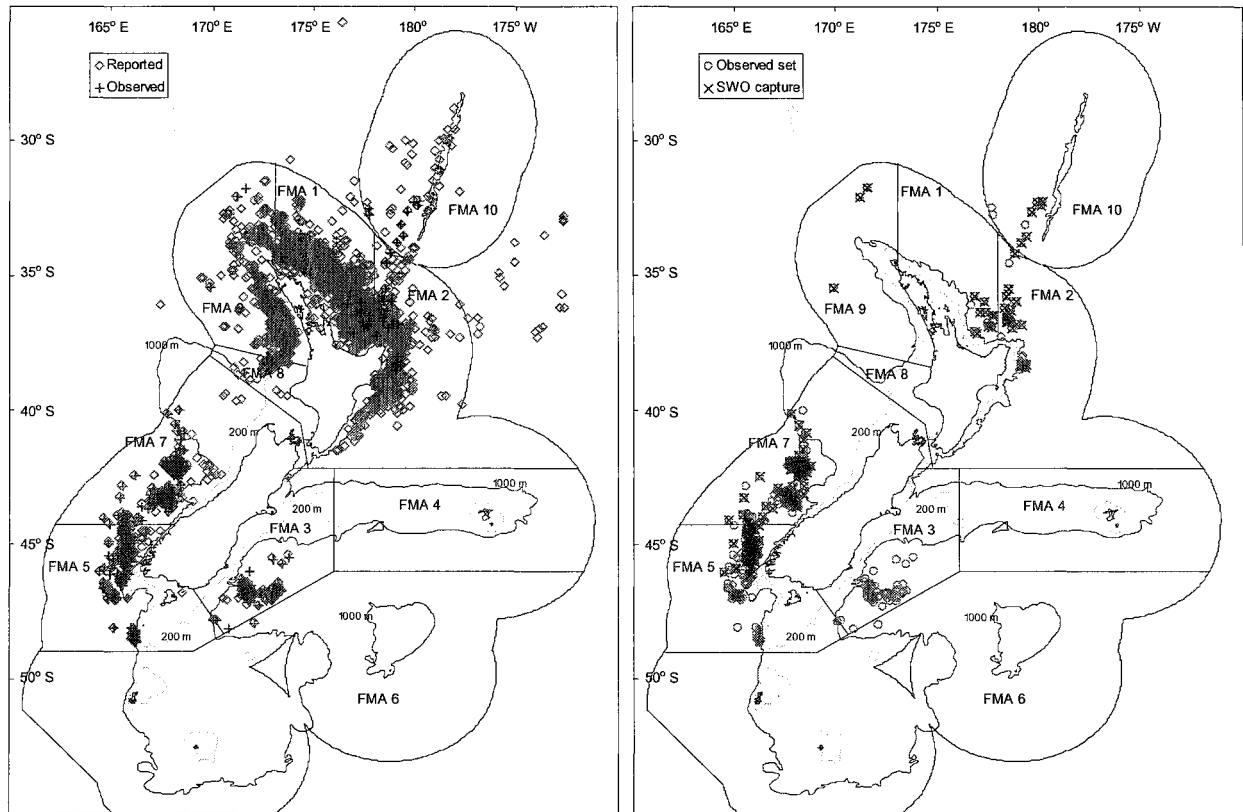 165° E 170° E 175° E 180° 175° W
Reported
Observed
30° S
FMA 1
FMA 10
35° S
FMA 2
FMA 9
1000 m
FMA 8
40° S
FMA 7
200 m
1000 m
FMA 4
200 m
FMA 3
45° S
FMA 5
200 m
1000 m
50° S
FMA 6
165° E 170° E 175° E 180° 175° W
Observed set
SWO capture
30° S
FMA 1
FMA 10
35° S
FMA 2
FMA 9
1000 m
FMA 8
40° S
FMA 7
200 m
1000 m
FMA 4
200 m
FMA 3
45° S
FMA 5
200 m
1000 m
50° S
FMA 6